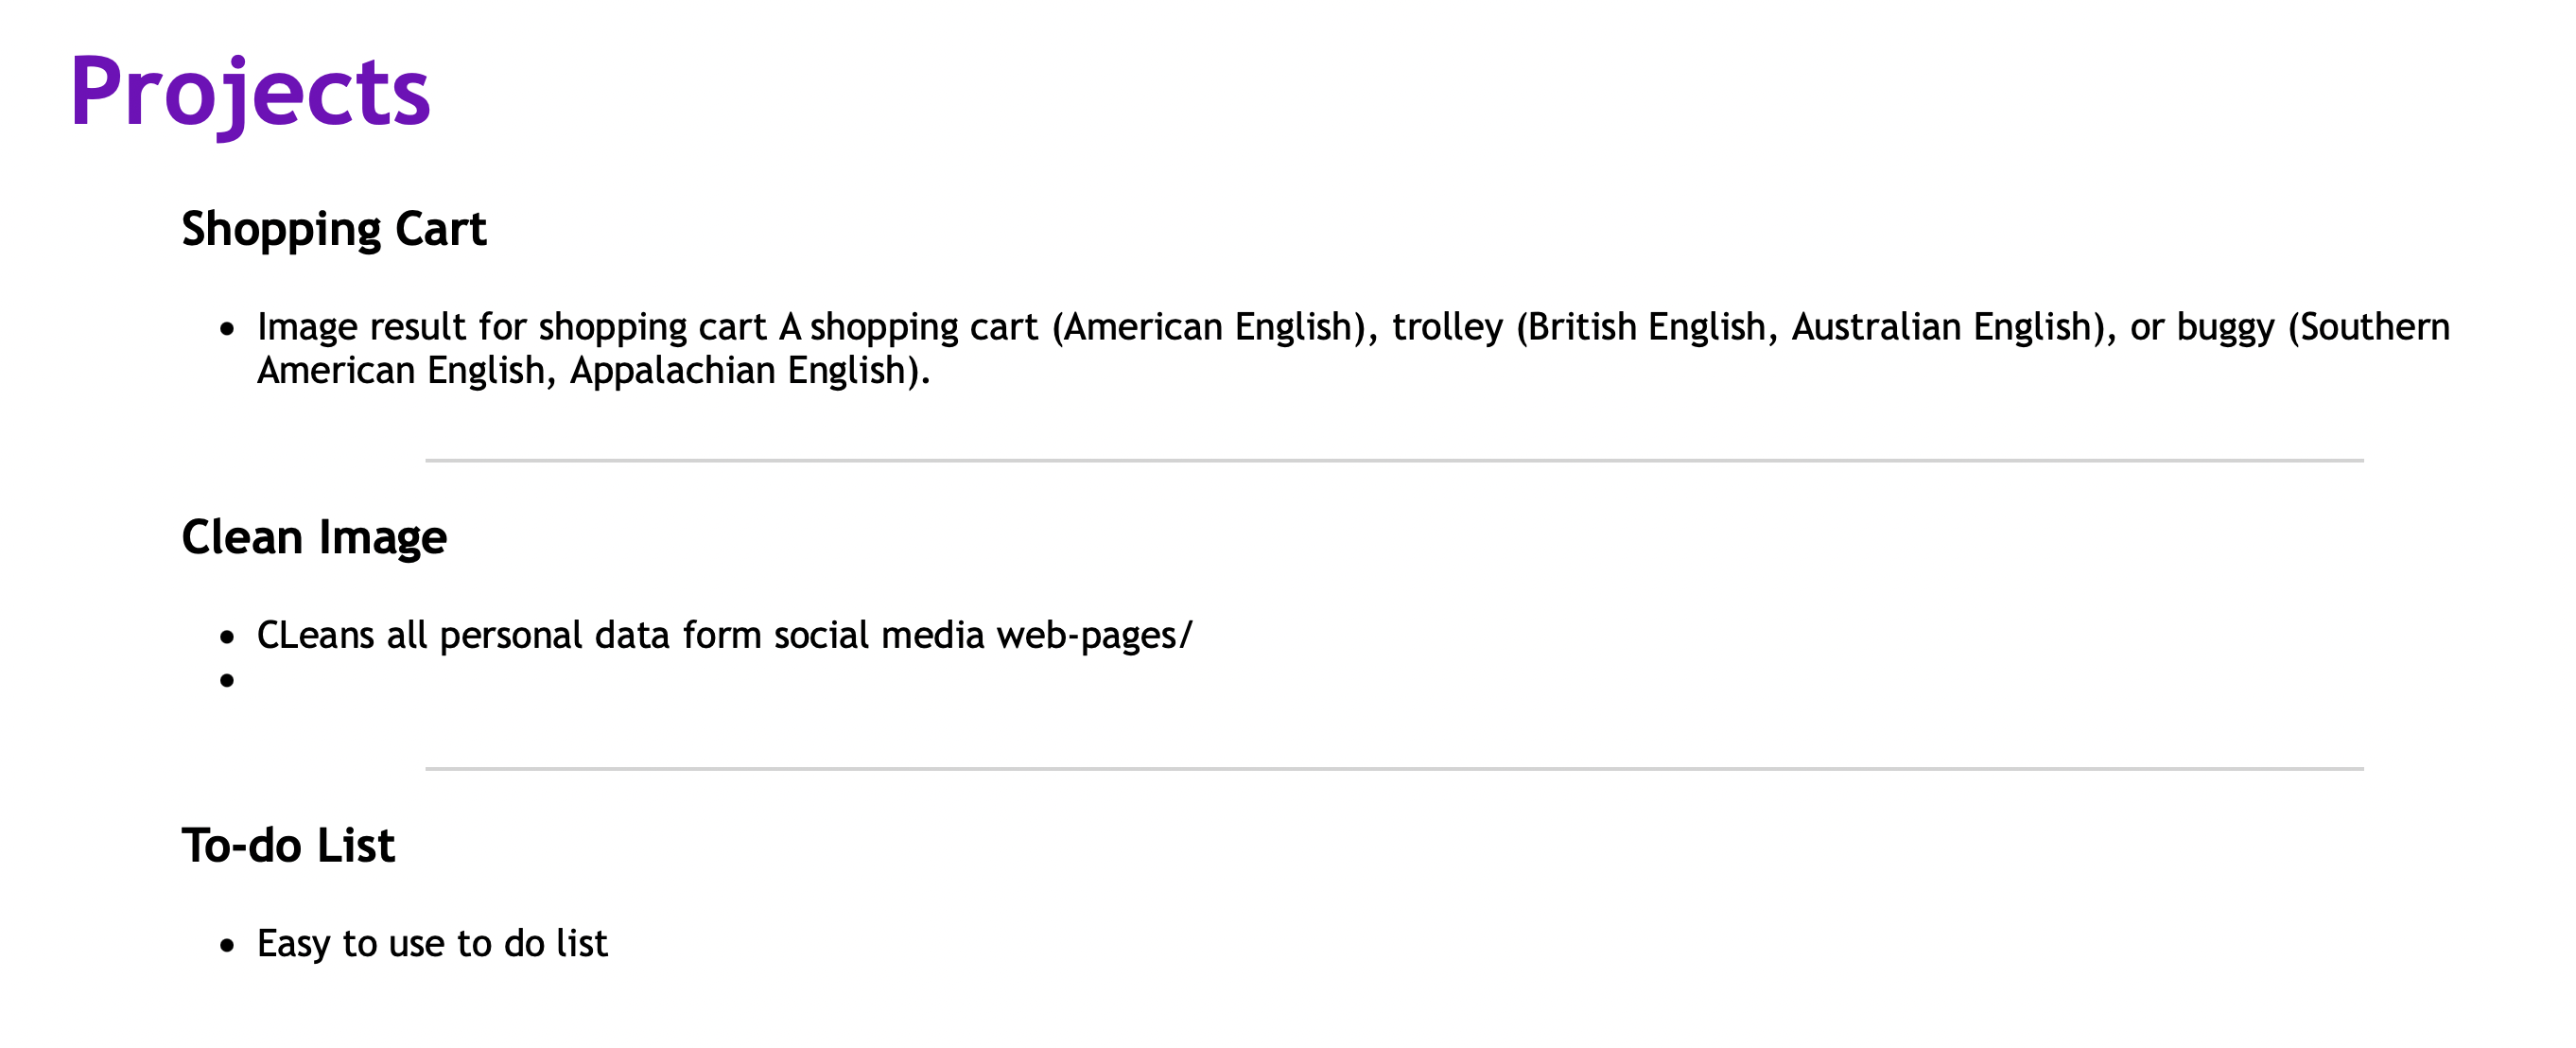 Projects
Shopping Cart
• Image result for shopping cart A shopping cart (American English), trolley (British English, Australian English), or buggy (Southern
American English, Appalachian English).
Clean Image
• CLeans all personal data form social media web-pages/
•
To-do List
• Easy to use to do list